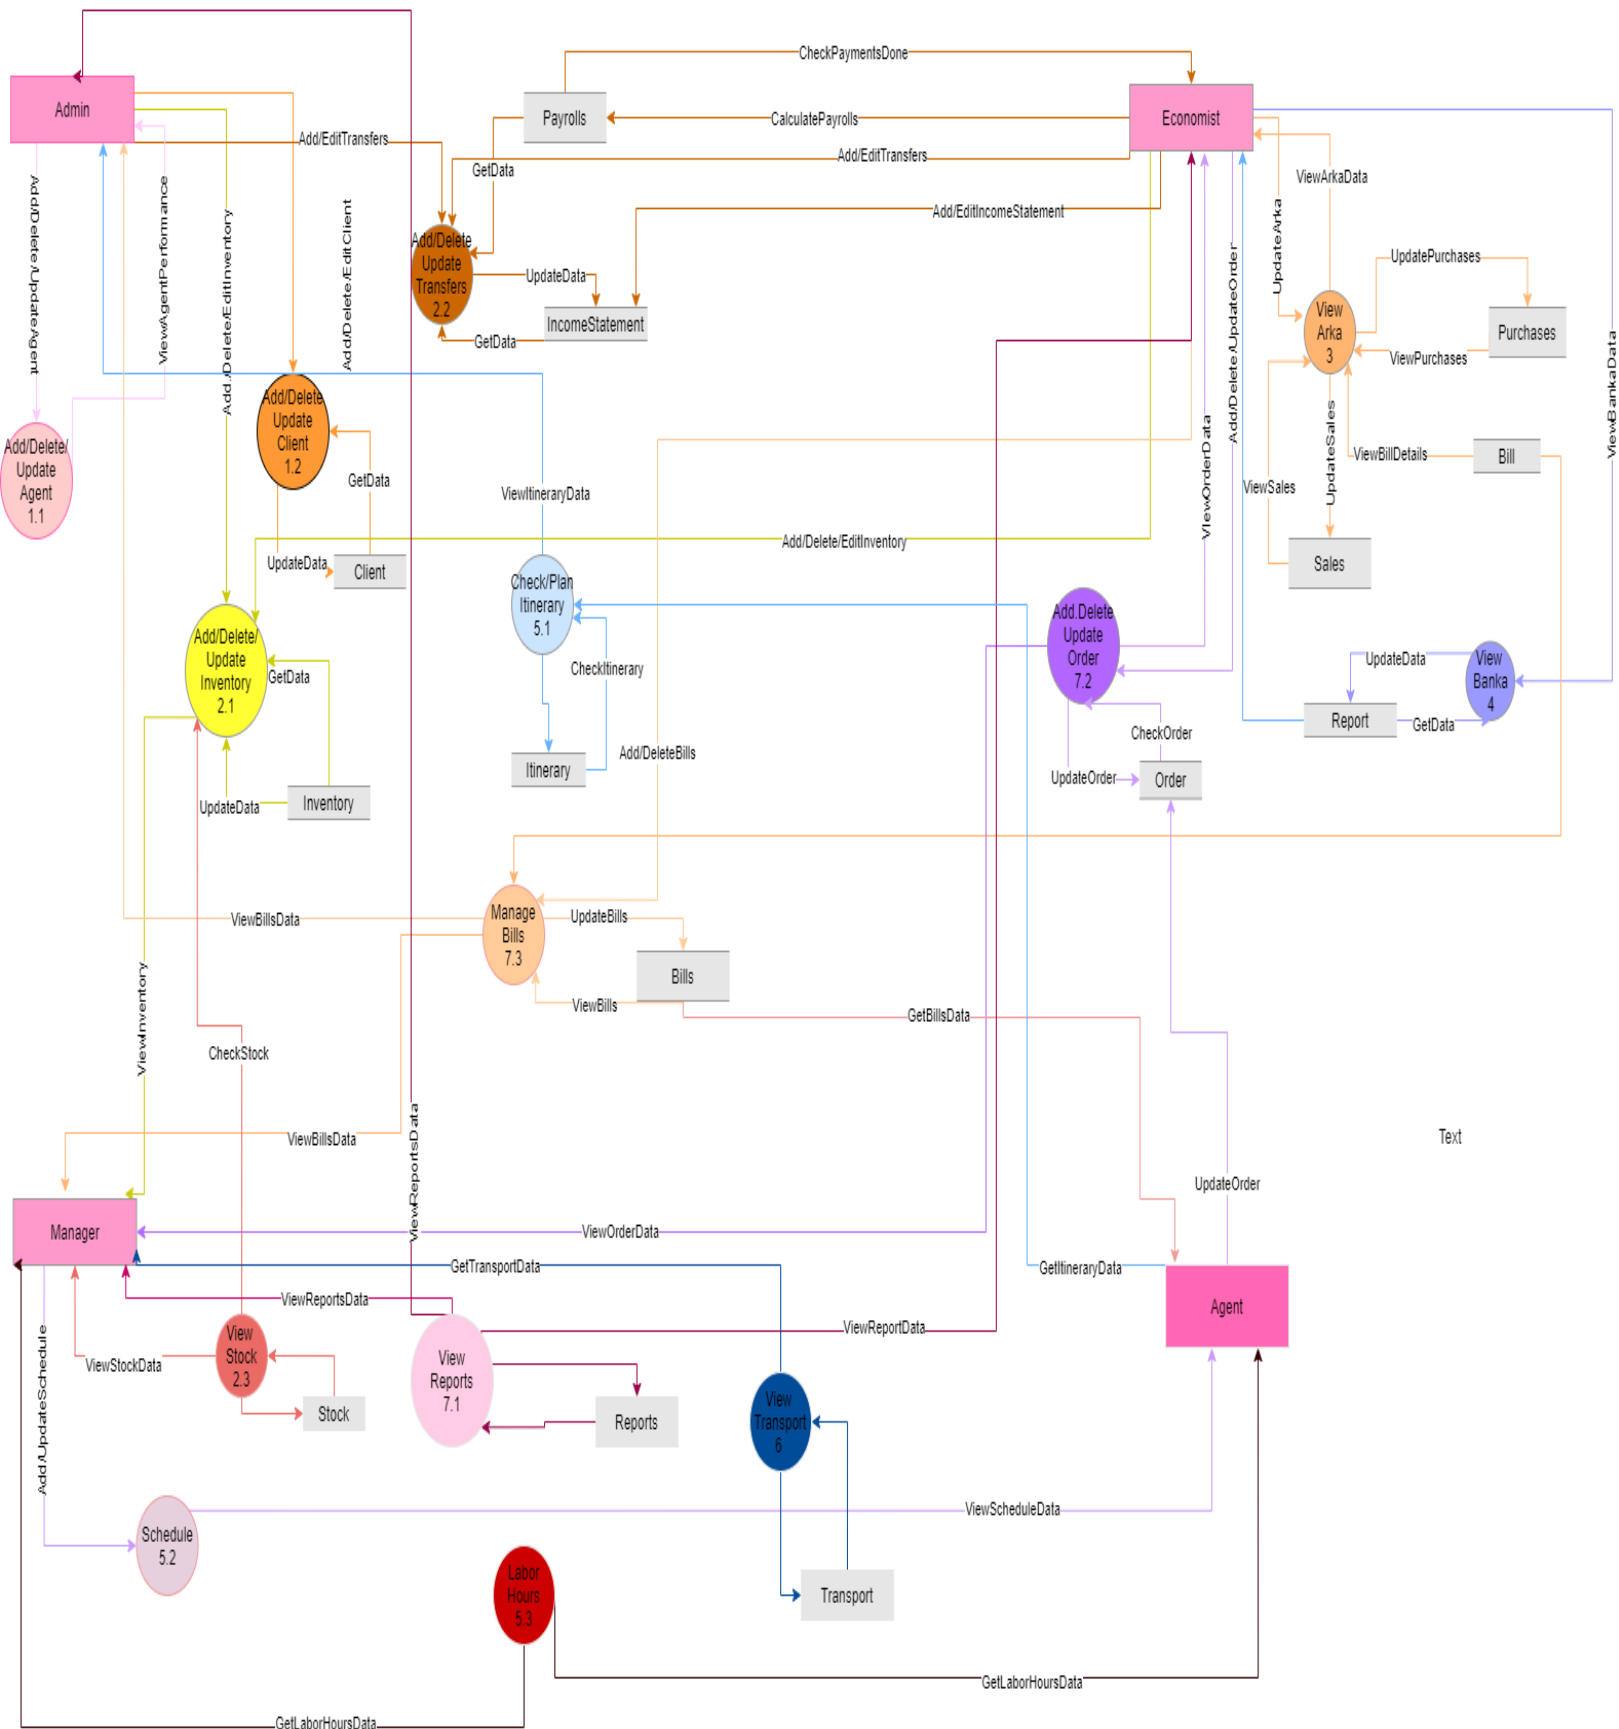 CheckPaymentsDone
Admin
Payrolls
CalculatePayrolls
Economist
Add/EditTransfers
Add/EditTransfers
GetData
ViewArkaData
Add/Delete/UpdateAgent
ViewAgentPerformance
Add./Delete/EditInventory
Add/Delete/EditClient
Add/EditIncomeStatement
UpdateArka
Add/Delete
Update
Transfers
2.2
UpdateData
IncomeStatement
GetData
UpdatePurchases
View
Arka
3
Purchases
ViewPurchases
ViewBankaData
Add/Delete/UpdateOrder
VIewOrderData
Add/Delete
Update
Client
1.2
Add/Delete/
Update
Agent
1.1
GetData
ViewItineraryData
UpdateSales
ViewBillDetails
Bill
ViewSales
Add/Delete/EditInventory
UpdateData
Client
Sales
Check/Plan
Itinerary
5.1
Add.Delete
Update
Order
7.2
Add/Delete/
Update
Inventory
2.1
GetData
CheckItinerary
UpdateData
View
Banka
4
Report
GetData
CheckOrder
Add/DeleteBills
Itinerary
UpdateOrder
Order
UpdateData
Inventory
Manage
Bills
7.3
ViewBillsData
UpdateBills
Bills
ViewBills
GetBillsData
ViewInventory
CheckStock
ViewBillsData
ViewReportsData
Text
UpdateOrder
Manager
ViewOrderData
GetTransportData
GetItineraryData
ViewReportsData
Agent
ViewReportData
View
Stock
2.3
ViewStockData
Stock
View
Reports
7.1
Reports
View
Transport
6
Add/UpdateSchedule
ViewScheduleData
Schedule
5.2
Labor
Hours
5.3
Transport
GetLaborHoursData
GetLaborHoursData